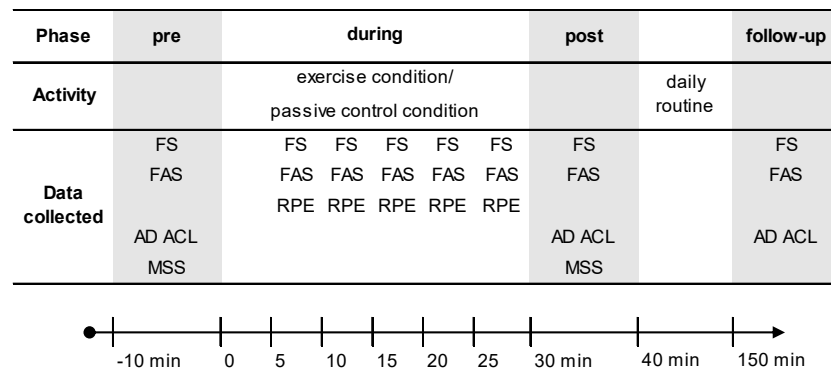 Phase pre during post follow-up
Activity exercise condition/ passive control condition daily routine
FS FS FS FS FS FS FS FS
FAS FAS FAS FAS FAS FAS FAS FAS
Data collected RPE RPE RPE RPE RPE
AD ACL AD ACL AD ACL
MSS MSS
-10 min 0 5 10 15 20 25 30 min 40 min 150 min